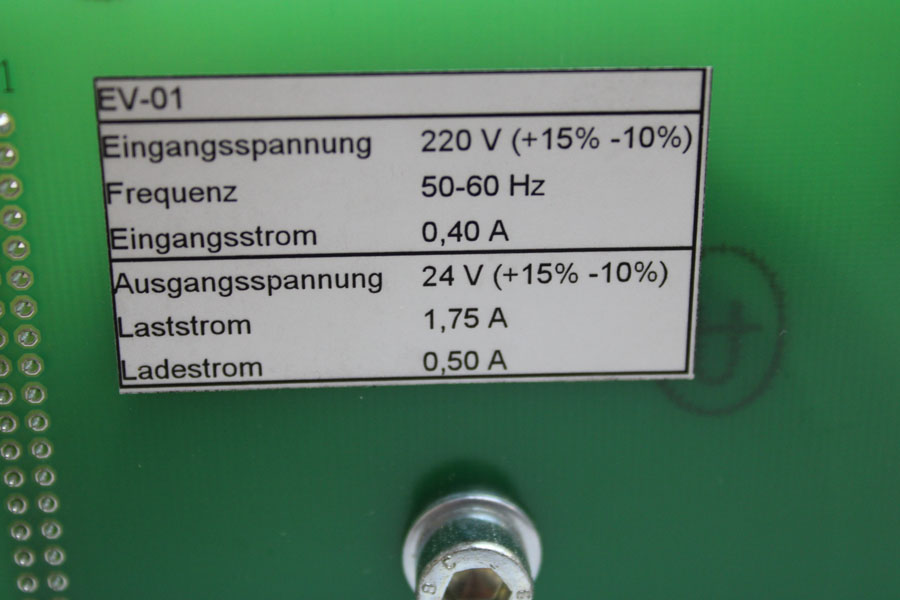 1
EV-01
Eingangsspannung 220 V (+15% -10%)
Frequenz 50-60 Hz
Eingangsstrom 0,40 A
Ausgangsspannung 24 V (+15% -10%)
Laststrom 1,75 A
Ladestrom 0,50 A